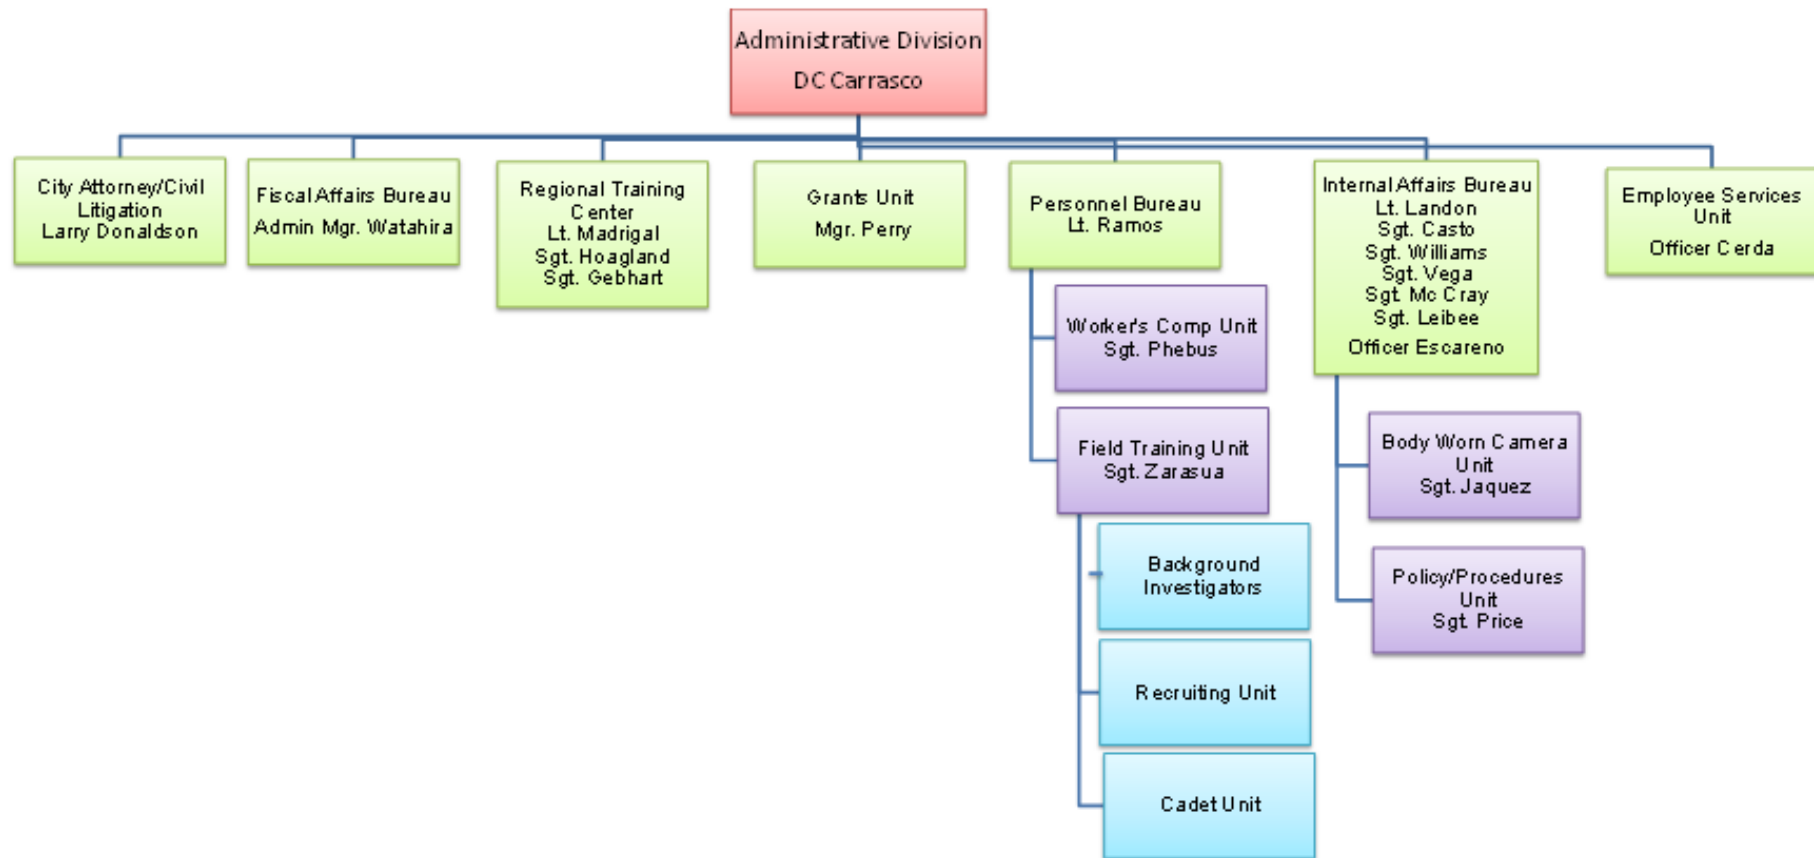 Administrative Division
DC Carrasco
City Attorney/Civil
Litigation
Larry Donaldson
Fiscal Affairs Bureau
Admin Mgr. Watahira
Regional Training
Center
Lt. Madrigal
Sgt. Hoagland
Sgt. Gebhart
Grants Unit
Mgr. Perry
Personnel Bureau
Lt. Ramos
Internal Affairs Bureau
Lt. Landon
Sgt. Casto
Sgt. Williams
Sgt. Vega
Sgt. Mc Cray
Sgt. Leibee
Officer Escareno
Employee Services
Unit
Officer Cerda
Worker's Comp Unit
Sgt. Phebus
Field Training Unit
Sgt. Zarasua
Body Worn Camera
Unit
Sgt. Jaquez
Background
Investigators
Policy/Procedures
Unit
Sgt. Price
Recruiting Unit
Cadet Unit